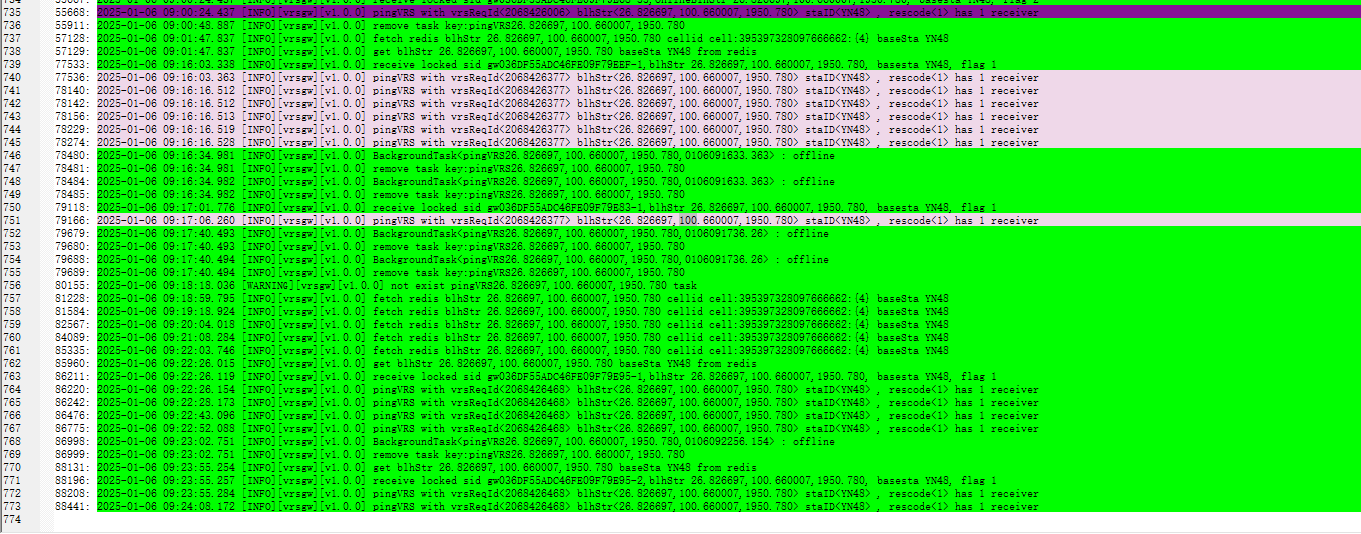 735 55668: 2025-01-06 09:00:24.437 [INFO][vrsgw][v1.0.0] pingVRS with vrsReqId<2068426006> blhStr<26.826697,100.660007,1950.780> staID<YN48> , rescode<1> has 1 receiver
736 55911: 2025-01-06 09:00:48.837 [INFO][vrsgw][v1.0.0] remove task key:pingVRS26.826697,100.660007,1950.780
737 57128: 2025-01-06 09:01:47.837 [INFO][vrsgw][v1.0.0] fetch redis blhStr 26.826697,100.660007,1950.780 cellid cell:395397328097666662:{4} baseSta YN48
738 57129: 2025-01-06 09:01:47.837 [INFO][vrsgw][v1.0.0] get blhStr 26.826697,100.660007,1950.780 baseSta YN48 from redis
739 77533: 2025-01-06 09:16:03.338 [INFO][vrsgw][v1.0.0] receive locked sid gw036DF55ADC46FE09F79EEF-1,blhStr 26.826697,100.660007,1950.780, basesta YN48, flag 1
740 77536: 2025-01-06 09:16:03.363 [INFO][vrsgw][v1.0.0] pingVRS with vrsReqId<2068426377> blhStr<26.826697,100.660007,1950.780> staID<YN48> , rescode<1> has 1 receiver
741 78140: 2025-01-06 09:16:16.512 [INFO][vrsgw][v1.0.0] pingVRS with vrsReqId<2068426377> blhStr<26.826697,100.660007,1950.780> staID<YN48> , rescode<1> has 1 receiver
742 78142: 2025-01-06 09:16:16.512 [INFO][vrsgw][v1.0.0] pingVRS with vrsReqId<2068426377> blhStr<26.826697,100.660007,1950.780> staID<YN48> , rescode<1> has 1 receiver
743 78156: 2025-01-06 09:16:16.513 [INFO][vrsgw][v1.0.0] pingVRS with vrsReqId<2068426377> blhStr<26.826697,100.660007,1950.780> staID<YN48> , rescode<1> has 1 receiver
744 78229: 2025-01-06 09:16:16.519 [INFO][vrsgw][v1.0.0] pingVRS with vrsReqId<2068426377> blhStr<26.826697,100.660007,1950.780> staID<YN48> , rescode<1> has 1 receiver
745 78274: 2025-01-06 09:16:16.528 [INFO][vrsgw][v1.0.0] pingVRS with vrsReqId<2068426377> blhStr<26.826697,100.660007,1950.780> staID<YN48> , rescode<1> has 1 receiver
746 78480: 2025-01-06 09:16:34.981 [INFO][vrsgw][v1.0.0] BackgroundTask<pingVRS26.826697,100.660007,1950.780,0106091633.363> : offline
747 78481: 2025-01-06 09:16:34.981 [INFO][vrsgw][v1.0.0] remove task key:pingVRS26.826697,100.660007,1950.780
748 78484: 2025-01-06 09:16:34.982 [INFO][vrsgw][v1.0.0] BackgroundTask<pingVRS26.826697,100.660007,1950.780,0106091633.363> : offline
749 78485: 2025-01-06 09:16:34.982 [INFO][vrsgw][v1.0.0] remove task key:pingVRS26.826697,100.660007,1950.780
750 79118: 2025-01-06 09:17:01.776 [INFO][vrsgw][v1.0.0] receive locked sid gw036DF55ADC46FE09F79E83-1,blhStr 26.826697,100.660007,1950.780, basesta YN48, flag 1
751 79166: 2025-01-06 09:17:06.260 [INFO][vrsgw][v1.0.0] pingVRS with vrsReqId<2068426377> blhStr<26.826697,100.660007,1950.780> staID<YN48> , rescode<1> has 1 receiver
752 79679: 2025-01-06 09:17:40.493 [INFO][vrsgw][v1.0.0] BackgroundTask<pingVRS26.826697,100.660007,1950.780,0106091736.26> : offline
753 79680: 2025-01-06 09:17:40.493 [INFO][vrsgw][v1.0.0] remove task key:pingVRS26.826697,100.660007,1950.780
754 79688: 2025-01-06 09:17:40.494 [INFO][vrsgw][v1.0.0] BackgroundTask<pingVRS26.826697,100.660007,1950.780,0106091736.26> : offline
755 79689: 2025-01-06 09:17:40.494 [INFO][vrsgw][v1.0.0] remove task key:pingVRS26.826697,100.660007,1950.780
756 80155: 2025-01-06 09:18:18.036 [WARNING][vrsgw][v1.0.0] not exist pingVRS26.826697,100.660007,1950.780 task
757 81228: 2025-01-06 09:18:59.795 [INFO][vrsgw][v1.0.0] fetch redis blhStr 26.826697,100.660007,1950.780 cellid cell:395397328097666662:{4} baseSta YN48
758 81584: 2025-01-06 09:19:18.924 [INFO][vrsgw][v1.0.0] fetch redis blhStr 26.826697,100.660007,1950.780 cellid cell:395397328097666662:{4} baseSta YN48
759 82567: 2025-01-06 09:20:04.018 [INFO][vrsgw][v1.0.0] fetch redis blhStr 26.826697,100.660007,1950.780 cellid cell:395397328097666662:{4} baseSta YN48
760 84089: 2025-01-06 09:21:08.284 [INFO][vrsgw][v1.0.0] fetch redis blhStr 26.826697,100.660007,1950.780 cellid cell:395397328097666662:{4} baseSta YN48
761 85335: 2025-01-06 09:22:03.746 [INFO][vrsgw][v1.0.0] fetch redis blhStr 26.826697,100.660007,1950.780 cellid cell:395397328097666662:{4} baseSta YN48
762 85960: 2025-01-06 09:22:26.015 [INFO][vrsgw][v1.0.0] get blhStr 26.826697,100.660007,1950.780 baseSta YN48 from redis
763 86211: 2025-01-06 09:22:26.119 [INFO][vrsgw][v1.0.0] receive locked sid gw036DF55ADC46FE09F79E95-1,blhStr 26.826697,100.660007,1950.780, basesta YN48, flag 1
764 86220: 2025-01-06 09:22:26.154 [INFO][vrsgw][v1.0.0] pingVRS with vrsReqId<2068426468> blhStr<26.826697,100.660007,1950.780> staID<YN48> , rescode<1> has 1 receiver
765 86242: 2025-01-06 09:22:28.173 [INFO][vrsgw][v1.0.0] pingVRS with vrsReqId<2068426468> blhStr<26.826697,100.660007,1950.780> staID<YN48> , rescode<1> has 1 receiver
766 86476: 2025-01-06 09:22:43.096 [INFO][vrsgw][v1.0.0] pingVRS with vrsReqId<2068426468> blhStr<26.826697,100.660007,1950.780> staID<YN48> , rescode<1> has 1 receiver
767 86775: 2025-01-06 09:22:52.088 [INFO][vrsgw][v1.0.0] pingVRS with vrsReqId<2068426468> blhStr<26.826697,100.660007,1950.780> staID<YN48> , rescode<1> has 1 receiver
768 86998: 2025-01-06 09:23:02.751 [INFO][vrsgw][v1.0.0] BackgroundTask<pingVRS26.826697,100.660007,1950.780,0106092256.154> : offline
769 86999: 2025-01-06 09:23:02.751 [INFO][vrsgw][v1.0.0] remove task key:pingVRS26.826697,100.660007,1950.780
770 88131: 2025-01-06 09:23:55.254 [INFO][vrsgw][v1.0.0] get blhStr 26.826697,100.660007,1950.780 baseSta YN48 from redis
771 88196: 2025-01-06 09:23:55.257 [INFO][vrsgw][v1.0.0] receive locked sid gw036DF55ADC46FE09F79E95-2,blhStr 26.826697,100.660007,1950.780, basesta YN48, flag 1
772 88208: 2025-01-06 09:23:55.284 [INFO][vrsgw][v1.0.0] pingVRS with vrsReqId<2068426468> blhStr<26.826697,100.660007,1950.780> staID<YN48> , rescode<1> has 1 receiver
773 88441: 2025-01-06 09:24:08.172 [INFO][vrsgw][v1.0.0] pingVRS with vrsReqId<2068426468> blhStr<26.826697,100.660007,1950.780> staID<YN48> , rescode<1> has 1 receiver
774